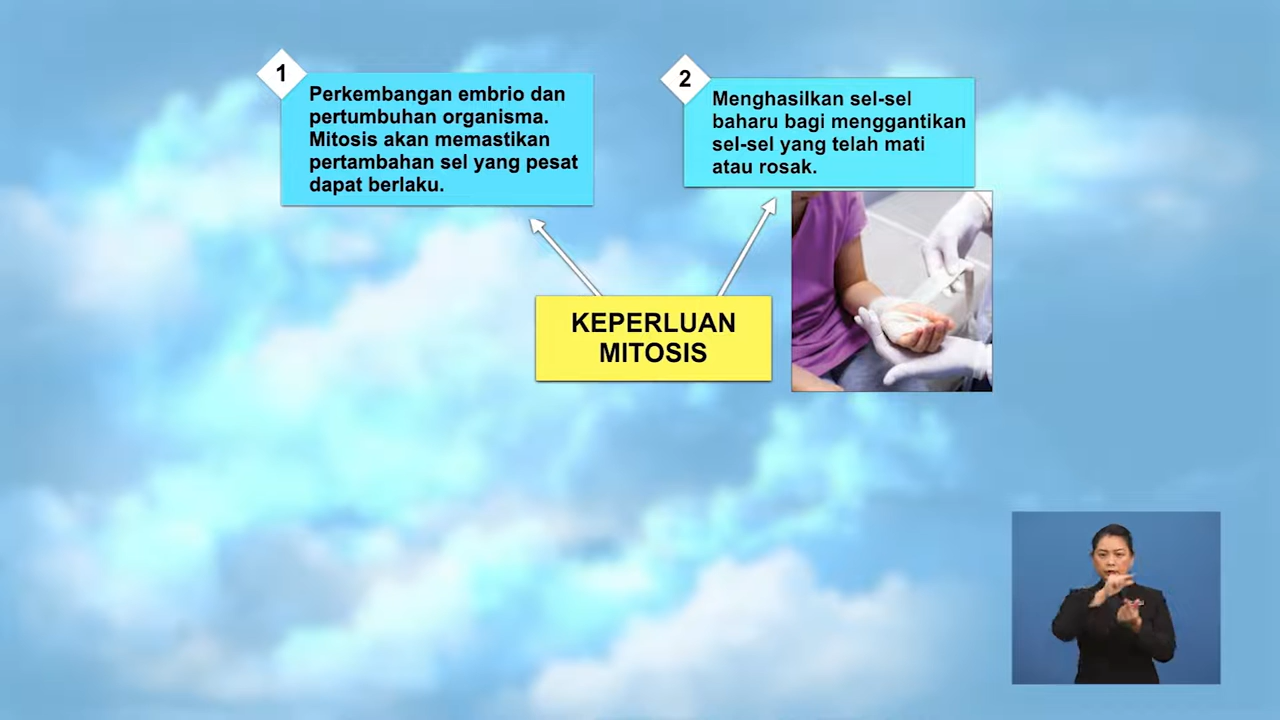 1
Perkembangan embrio dan
pertumbuhan organisma.
Mitosis akan memastikan
pertambahan sel yang pesat
dapat berlaku.
2
Menghasilkan sel-sel
baharu bagi menggantikan
sel-sel yang telah mati
atau rosak.
KEPERLUAN
MITOSIS